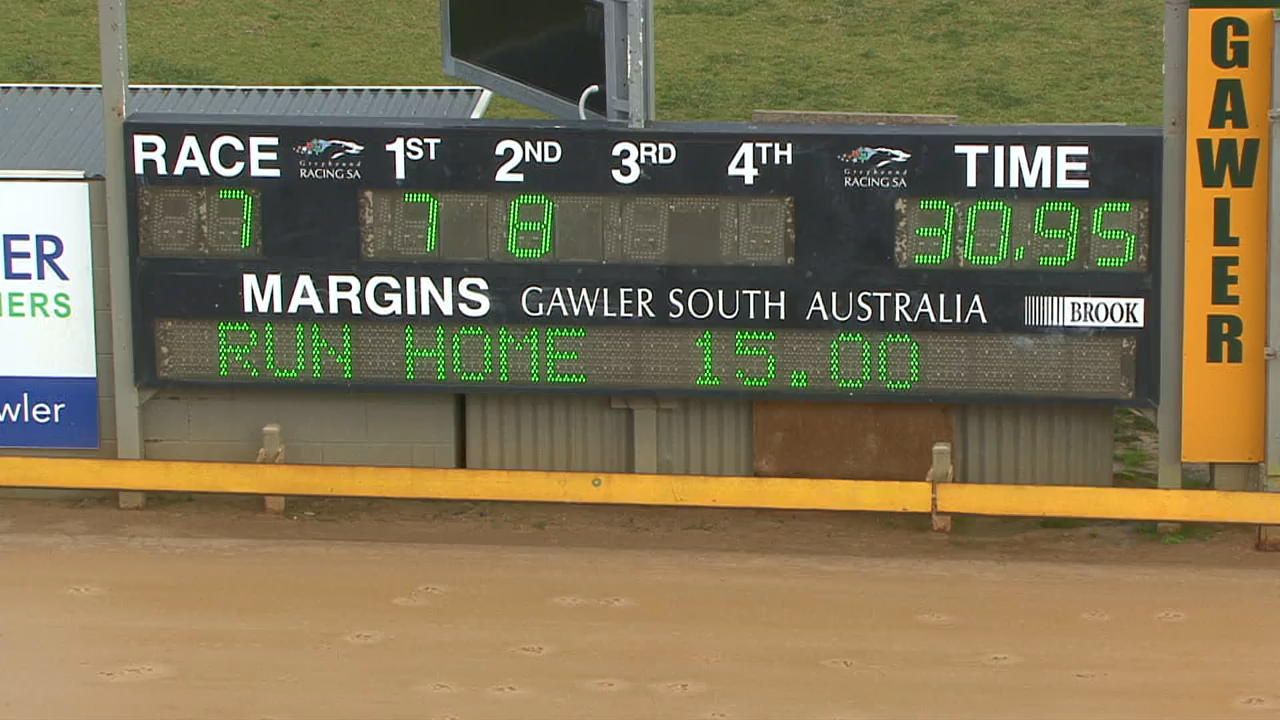 RACE Greyhound RACING SA 1ST 2ND 3RD 4TH Greyhound RACING SA TIME
7 7 8 30.95
MARGINS GAWLER SOUTH AUSTRALIA BROOK
RUN HOME 15.00
GAWLER
ER
HERS
wler